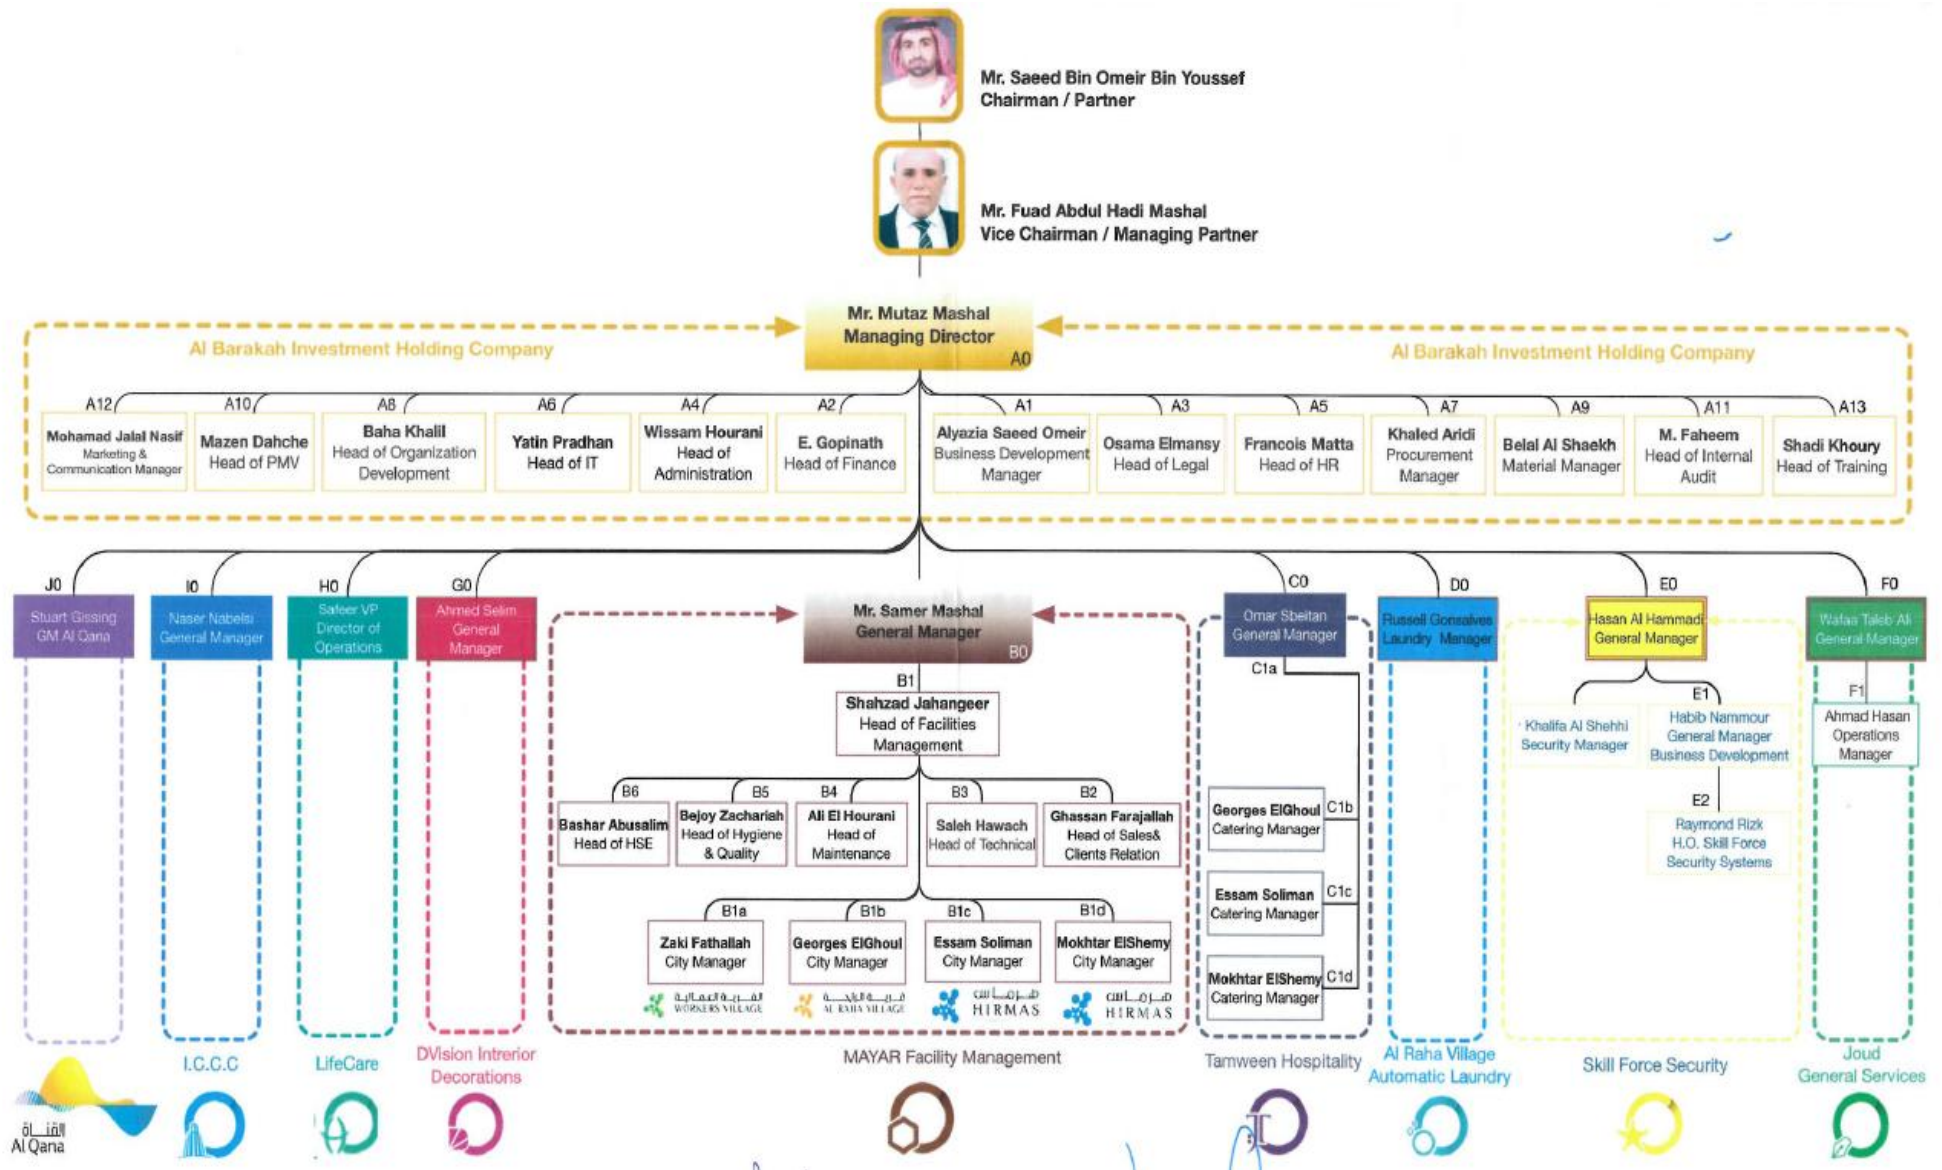 Mr. Saeed Bin Omeir Bin Youssef
Chairman / Partner
Mr. Fuad Abdul Hadi Mashal
Vice Chairman / Managing Partner
Mr. Mutaz Mashal
Managing Director
A0
Al Barakah Investment Holding Company
Al Barakah Investment Holding Company
A12
Mohamad Jalal Nasif
Marketing &
Communication Manager
A10
Mazen Dahche
Head of PMV
A8
Baha Khalil
Head of Organization
Development
A6
Yatin Pradhan
Head of IT
A4
Wissam Hourani
Head of
Administration
A2
E. Gopinath
Head of Finance
A1
Alyazia Saeed Omeir
Business Development
Manager
A3
Osama Elmansy
Head of Legal
A5
Francois Matta
Head of HR
A7
Khaled Aridi
Procurement
Manager
A9
Belal Al Shaekh
Material Manager
A11
M. Faheem
Head of Internal
Audit
A13
Shadi Khoury
Head of Training
J0
Stuart Gissing
GM Al Qana
I0
Naser Nabelsi
General Manager
H0
Safeer VP
Director of
Operations
G0
Ahmed Selim
General
Manager
Mr. Samer Mashal
General Manager
B0
C0
Omar Sbeitan
General Manager
D0
Russell Gonsalves
Laundry Manager
E0
Hasan Al Hammadi
General Manager
F0
Wafaa Taleb Ali
General Manager
B1
Shahzad Jahangeer
Head of Facilities
Management
B6
Bashar Abusalim
Head of HSE
B5
Bejoy Zachariah
Head of Hygiene
& Quality
B4
Ali El Hourani
Head of
Maintenance
B3
Saleh Hawach
Head of Technical
B2
Ghassan Farajallah
Head of Sales&
Clients Relation
B1a
Zaki Fathallah
City Manager
القرية العمالية
WORKERS VILLAGE
B1b
Georges ElGhoul
City Manager
قرية الراحة
AL RAHA VILLAGE
B1c
Essam Soliman
City Manager
هرماس
HIRMAS
B1d
Mokhtar ElShemy
City Manager
هرماس
HIRMAS
C1a
Georges ElGhoul
Catering Manager
C1b
Essam Soliman
Catering Manager
C1c
Mokhtar ElShemy
Catering Manager
C1d
Khalifa Al Shehhi
Security Manager
E1
Habib Nammour
General Manager
Business Development
E2
Raymond Rizk
H.O. Skill Force
Security Systems
F1
Ahmad Hasan
Operations
Manager
القناة
Al Qana
I.C.C.C
LifeCare
DVision Intrerior
Decorations
MAYAR Facility Management
Tamween Hospitality
Al Raha Village
Automatic Laundry
Skill Force Security
Joud
General Services